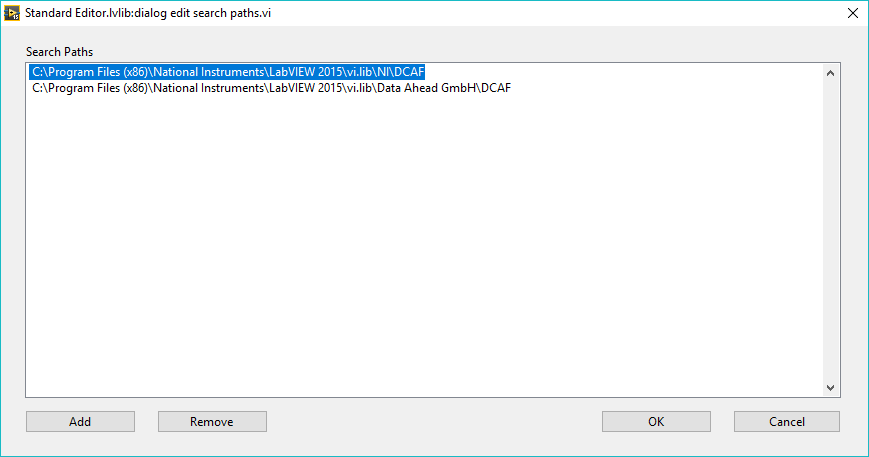 Standard Editor.lvlib:dialog edit search paths.vi
Search Paths
C:\Program Files (x86)\National Instruments\LabVIEW 2015\vi.lib\NI\DCAF
C:\Program Files (x86)\National Instruments\LabVIEW 2015\vi.lib\Data Ahead GmbH\DCAF
Add Remove OK Cancel